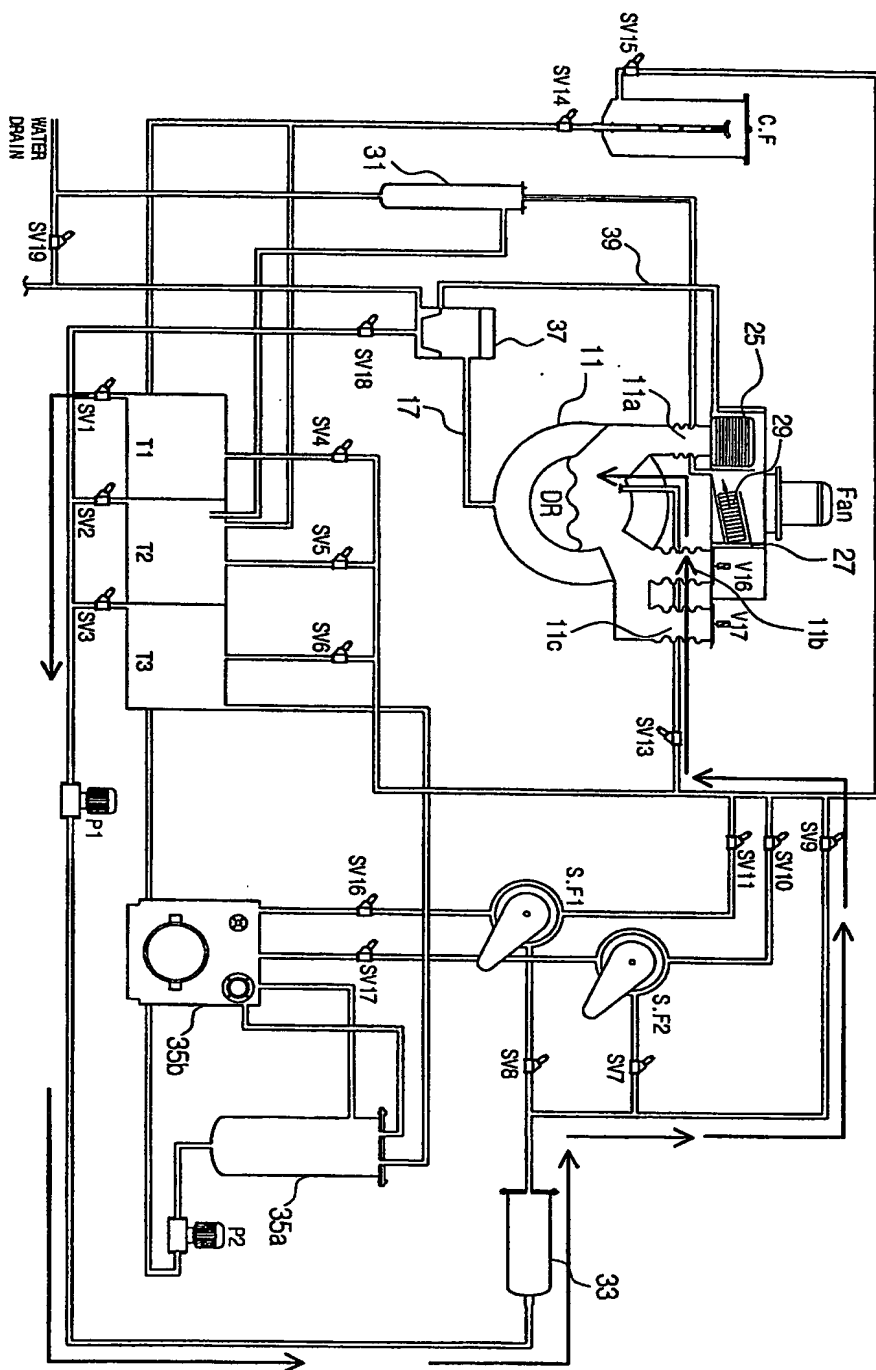 SV15
SV14
C.F
WATER
DRAIN
SV19
31
39
37
SV18
17
11
11a
25
29
Fan
27
DR
V16
V17
11b
11c
SV1
SV2
SV3
T1
T2
T3
SV4
SV5
SV6
SV13
P1
SV9
SV10
SV11
S.F1
S.F2
SV16
SV17
SV8
SV7
35b
35a
P2
33